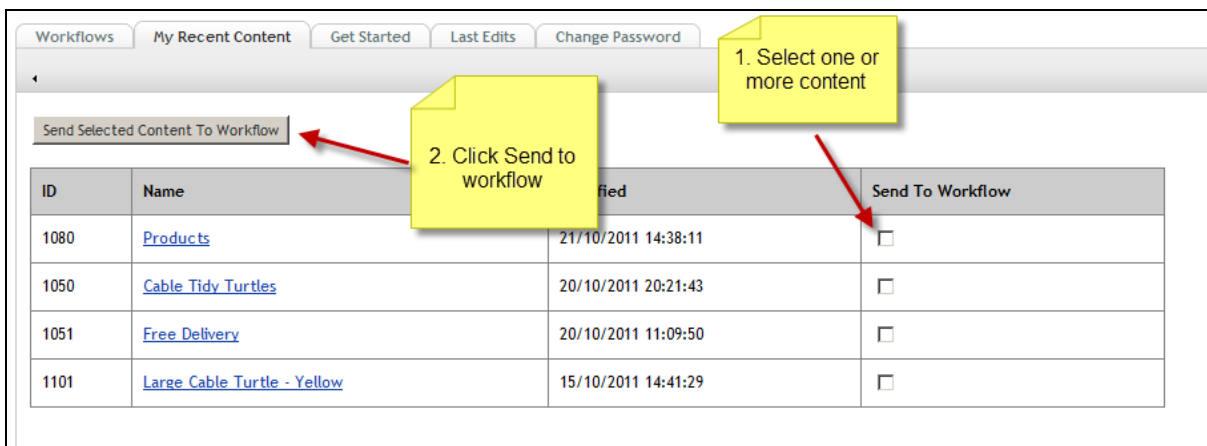 Workflows My Recent Content Get Started Last Edits Change Password
1. Select one or
more content
Send Selected Content To Workflow
2. Click Send to
workflow
ID Name Send To Workflow
1080 Products 21/10/2011 14:38:11
1050 Cable Tidy Turtles 20/10/2011 20:21:43
1051 Free Delivery 20/10/2011 11:09:50
1101 Large Cable Turtle - Yellow 15/10/2011 14:41:29